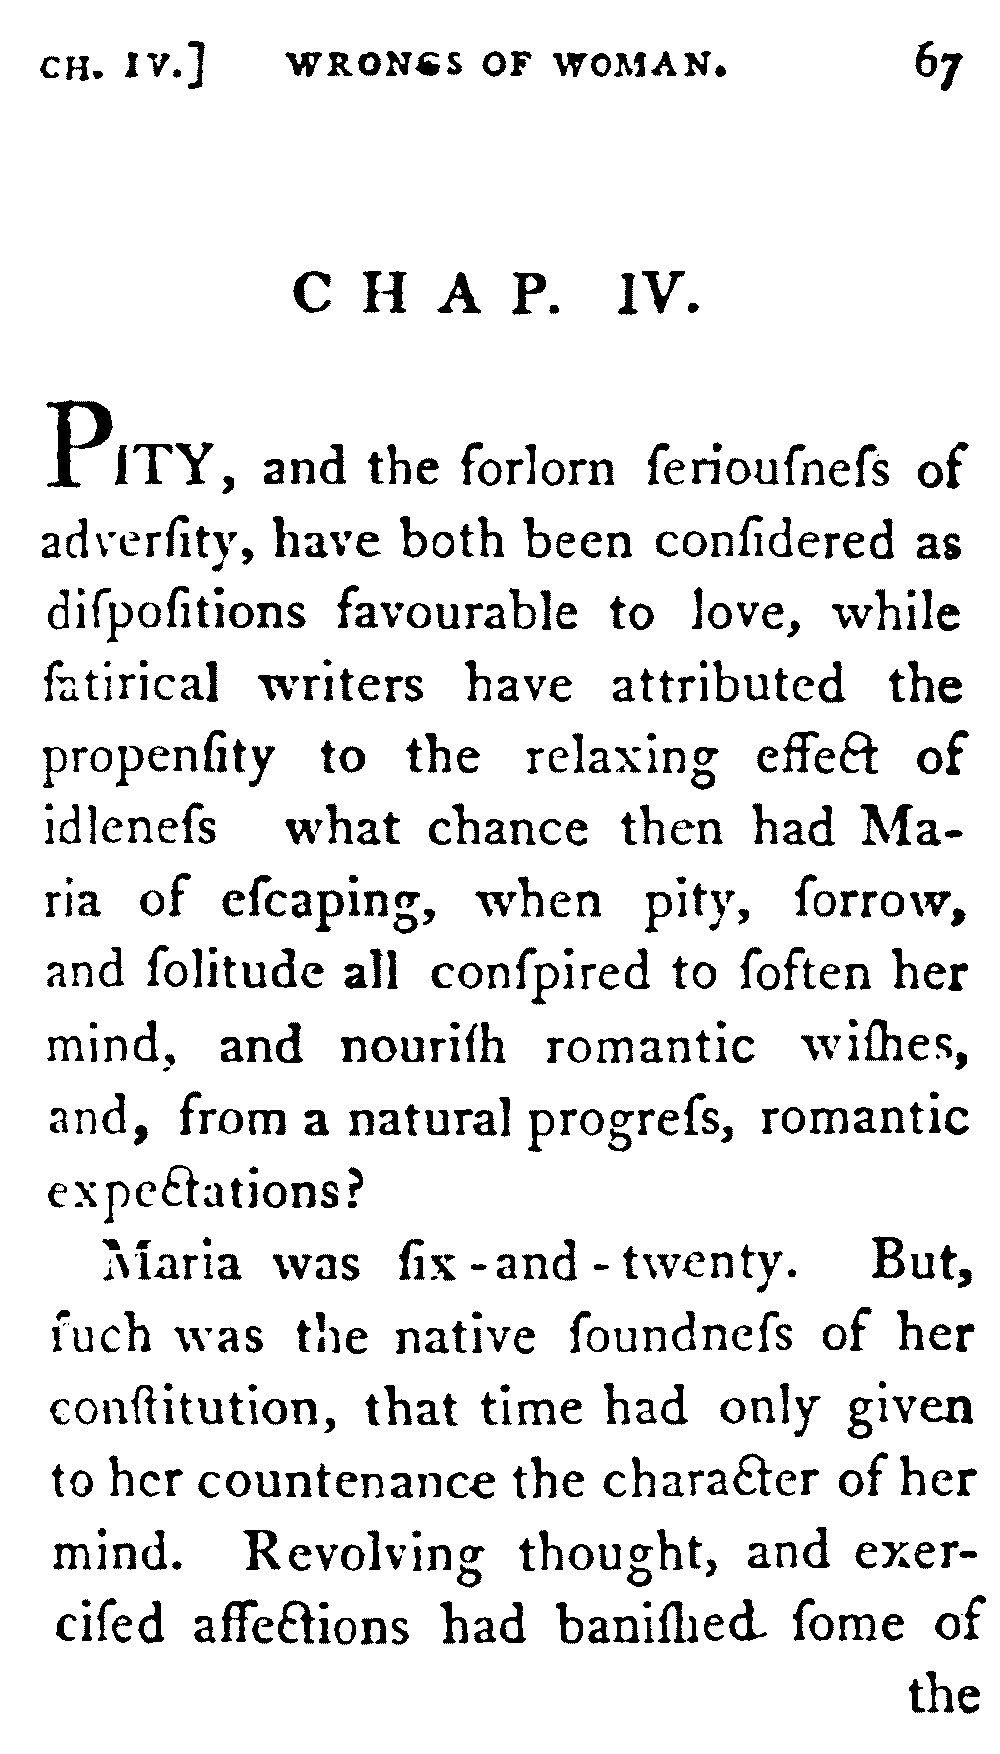 CH. IV.] WRONGS OF WOMAN. 67
CHAP. IV.
PITY, and the forlorn ſeriouſneſs of
adverſity, have both been conſidered as
diſpoſitions favourable to love, while
ſatirical writers have attributed the
propenſity to the relaxing effect of
idleneſs what chance then had Ma-
ria of eſcaping, when pity, ſorrow,
and ſolitude all conſpired to ſoften her
mind, and nouriſh romantic wiſhes,
and, from a natural progreſs, romantic
expectations?
Maria was ſix-and-twenty. But,
ſuch was the native ſoundneſs of her
conſtitution, that time had only given
to her countenance the character of her
mind. Revolving thought, and exer-
ciſed affections had baniſhed ſome of
the